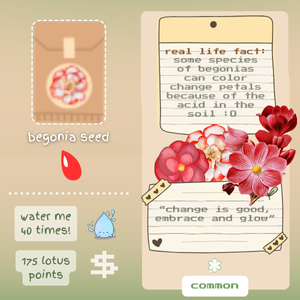 begonia seed
water me
40 times!
175 lotus
points
real life fact:
some species
of begonias
can color
change petals
because of the
acid in the
soil :O
"change is good,
embrace and glow"
common